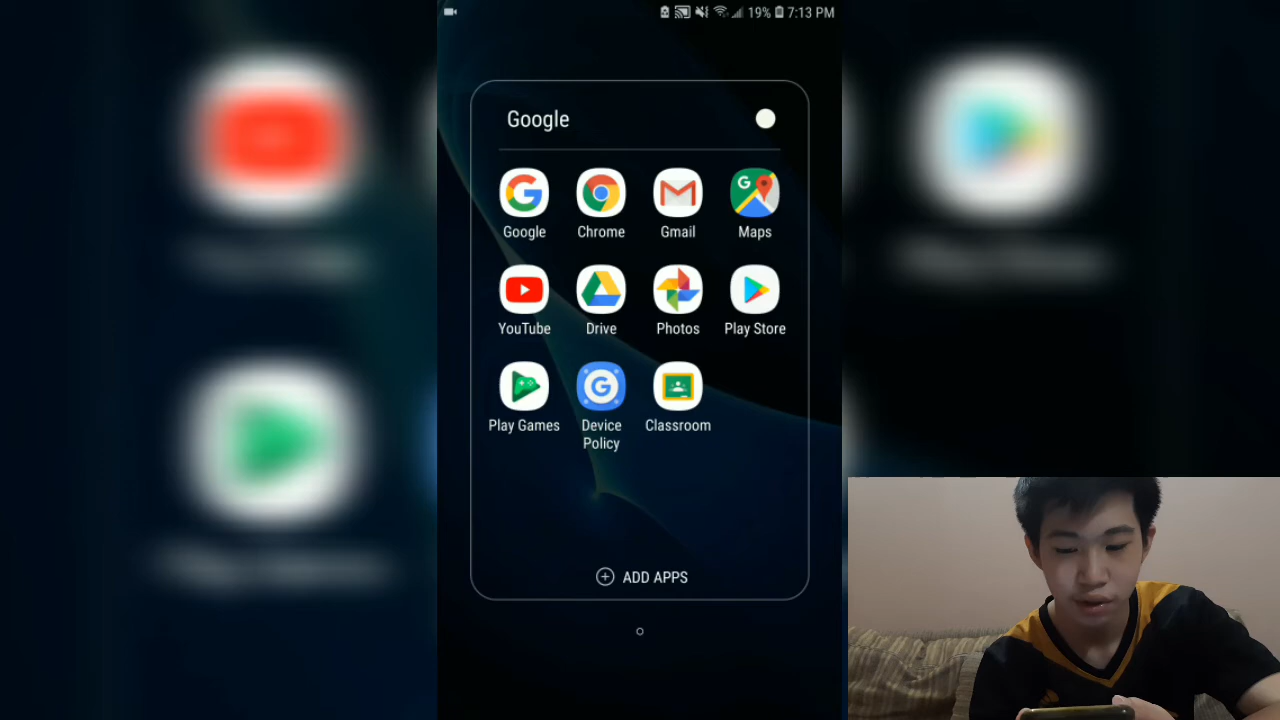 19% 7:13 PM
Google
Google Chrome Gmail Maps
YouTube Drive Photos Play Store
Play Games Device Policy Classroom
ADD APPS